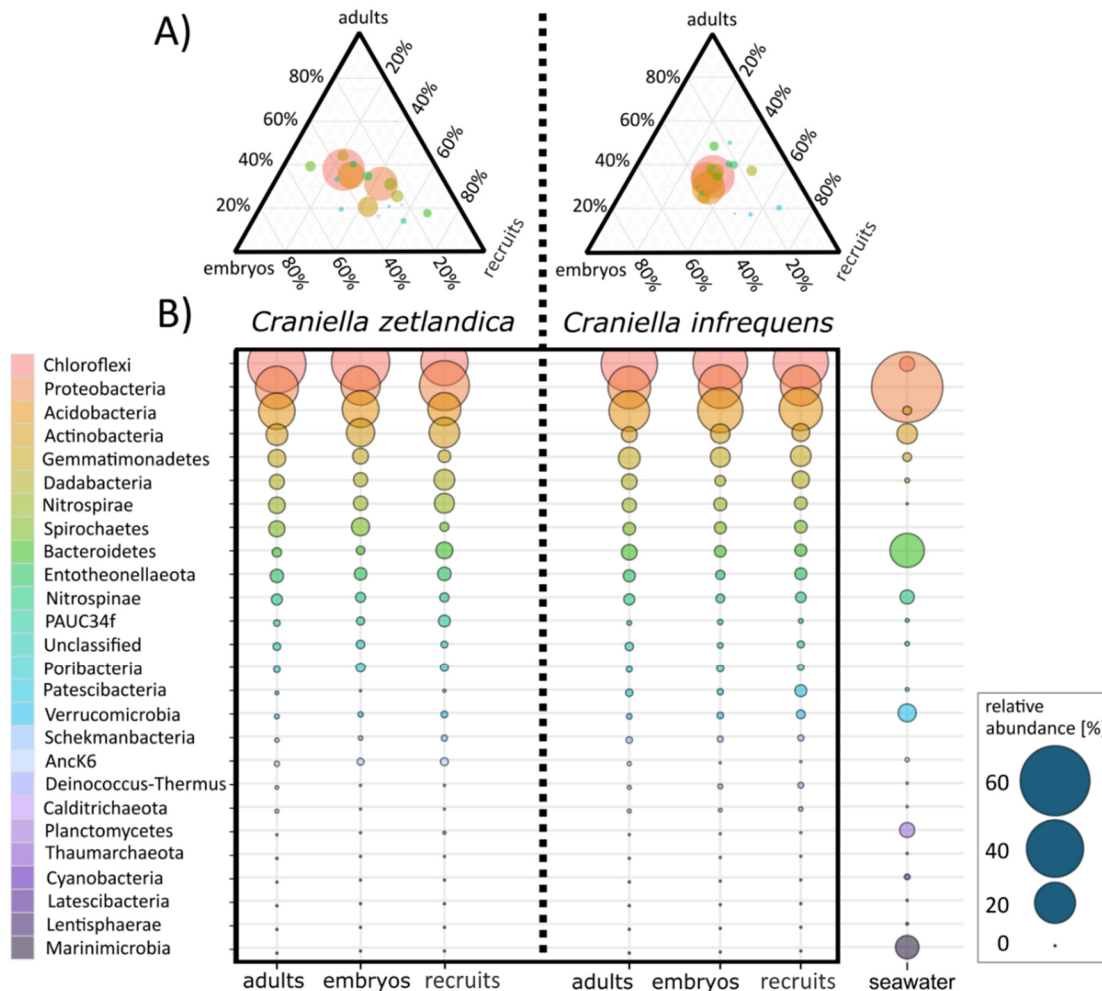 A)
adults
adults
20%
20%
80%
80%
40%
40%
60%
60%
60%
60%
40%
40%
80%
80%
20%
20%
embryos
80%
60%
40%
20%
recruits
embryos
80%
60%
40%
20%
recruits
B)
Craniella zetlandica
Craniella infrequens
Chloroflexi
Proteobacteria
Acidobacteria
Actinobacteria
Gemmatimonadetes
Dadabacteria
Nitrospirae
Spirochaetes
Bacteroidetes
Entotheonellaeota
Nitrospinae
PAUC34f
Unclassified
Poribacteria
Patescibacteria
Verrucomicrobia
Schekmanbacteria
AncK6
Deinococcus-Thermus
Calditrichaeota
Planctomycetes
Thaumarchaeota
Cyanobacteria
Latescibacteria
Lentisphaerae
Marinimicrobia
relative
abundance [%]
60
40
20
0
adults embryos recruits adults embryos recruits seawater